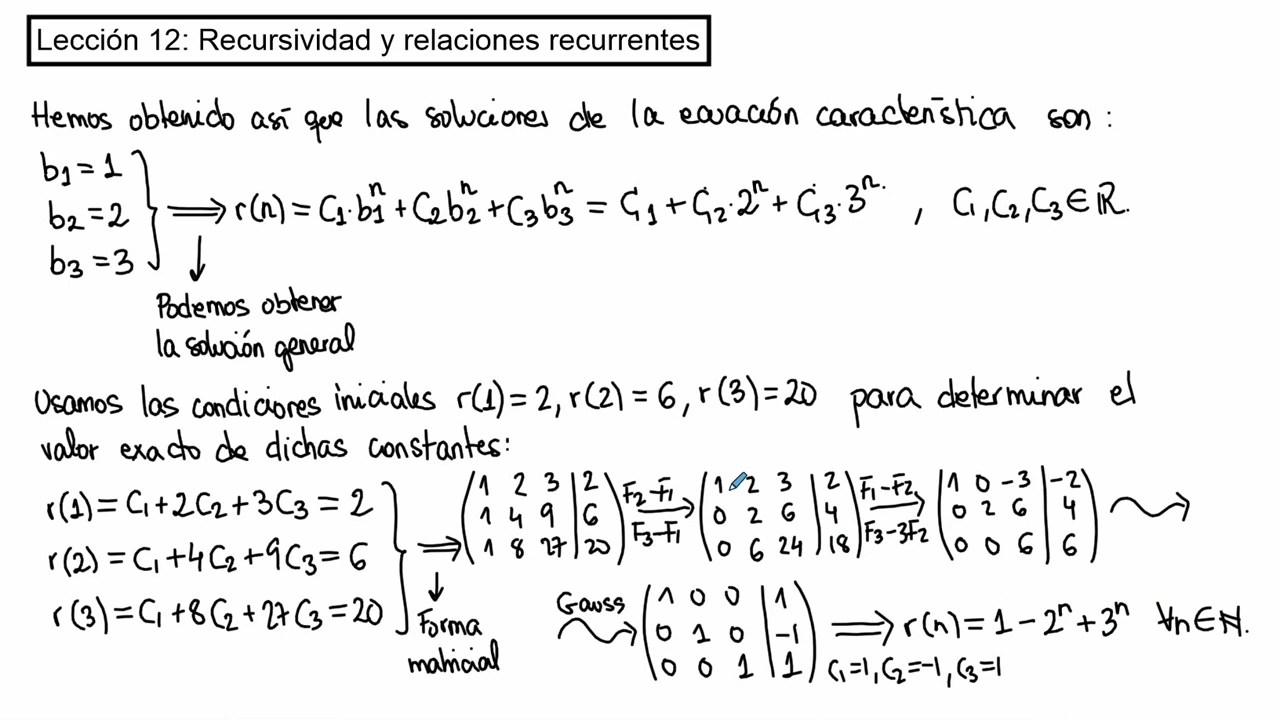 Lección 12: Recursividad y relaciones recurrentes
Hemos obtenido así que las soluciones de la ecuación característica son:
b₁ = 1
b₂ = 2
b₃ = 3
⟹ r(n) = C₁·b₁ⁿ + C₂b₂ⁿ + C₃b₃ⁿ = C₁ + C₂·2ⁿ + C₃·3ⁿ. , C₁, C₂, C₃ ∈ ℝ.
↓
Podemos obtener
la solución general
Usamos las condiciones iniciales r(1) = 2, r(2) = 6, r(3) = 20 para determinar el
valor exacto de dichas constantes:
r(1) = C₁ + 2C₂ + 3C₃ = 2
r(2) = C₁ + 4C₂ + 9C₃ = 6
r(3) = C₁ + 8C₂ + 27C₃ = 20
⟹
↓
Forma
matricial
1 2 3 | 2
1 4 9 | 6
1 8 27 | 20
F₂-F₁
F₃-F₁
1 2 3 | 2
0 2 6 | 4
0 6 24 | 18
F₁-F₂
F₃-3F₂
1 0 -3 | -2
0 2 6 | 4
0 0 6 | 6
Gauss
1 0 0 | 1
0 1 0 | -1
0 0 1 | 1
⟹ r(n) = 1 - 2ⁿ + 3ⁿ ∀n ∈ ℕ.
C₁=1, C₂=-1, C₃=1